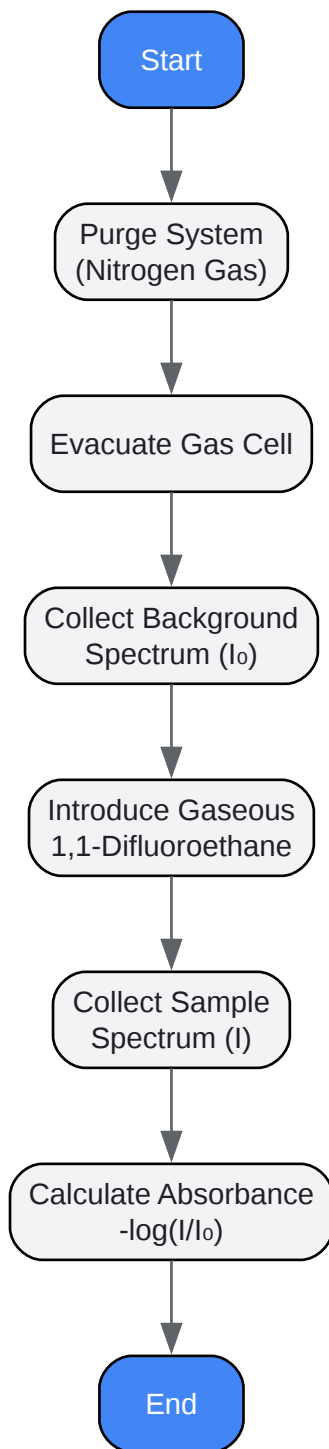 Start
Purge System
(Nitrogen Gas)
Evacuate Gas Cell
Collect Background
Spectrum (I₀)
Introduce Gaseous
1,1-Difluoroethane
Collect Sample
Spectrum (I)
Calculate Absorbance
-log(I/I₀)
End